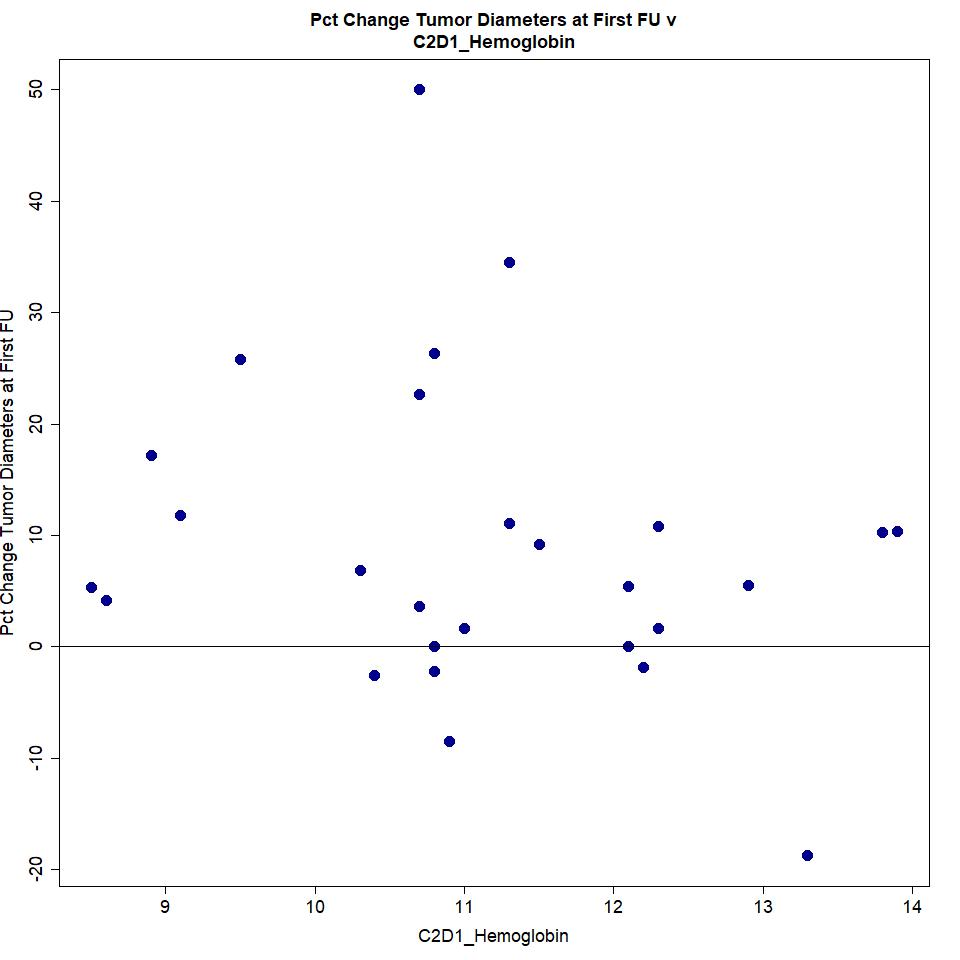 Pct Change Tumor Diameters at First FU v
C2D1_Hemoglobin
Pct Change Tumor Diameters at First FU
50
40
30
20
10
0
-10
-20
9 10 11 12 13 14
C2D1_Hemoglobin